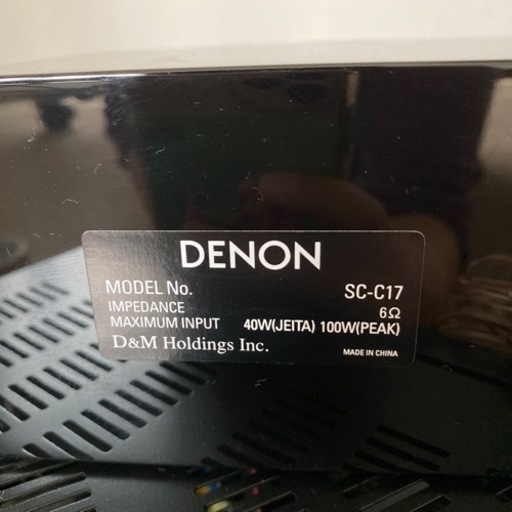 DENON
MODEL No. SC-C17
IMPEDANCE 6Ω
MAXIMUM INPUT 40W(JEITA) 100W(PEAK)
D&M Holdings Inc. MADE IN CHINA